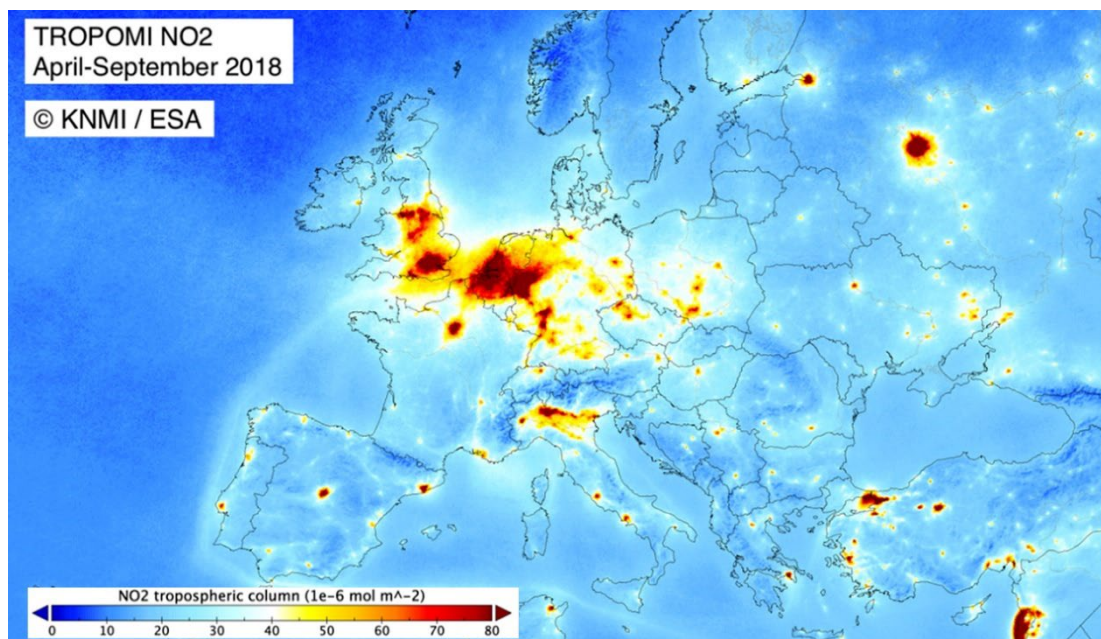 TROPOMI NO2
April-September 2018
© KNMI / ESA
NO2 tropospheric column (1e-6 mol m^-2)
0 10 20 30 40 50 60 70 80